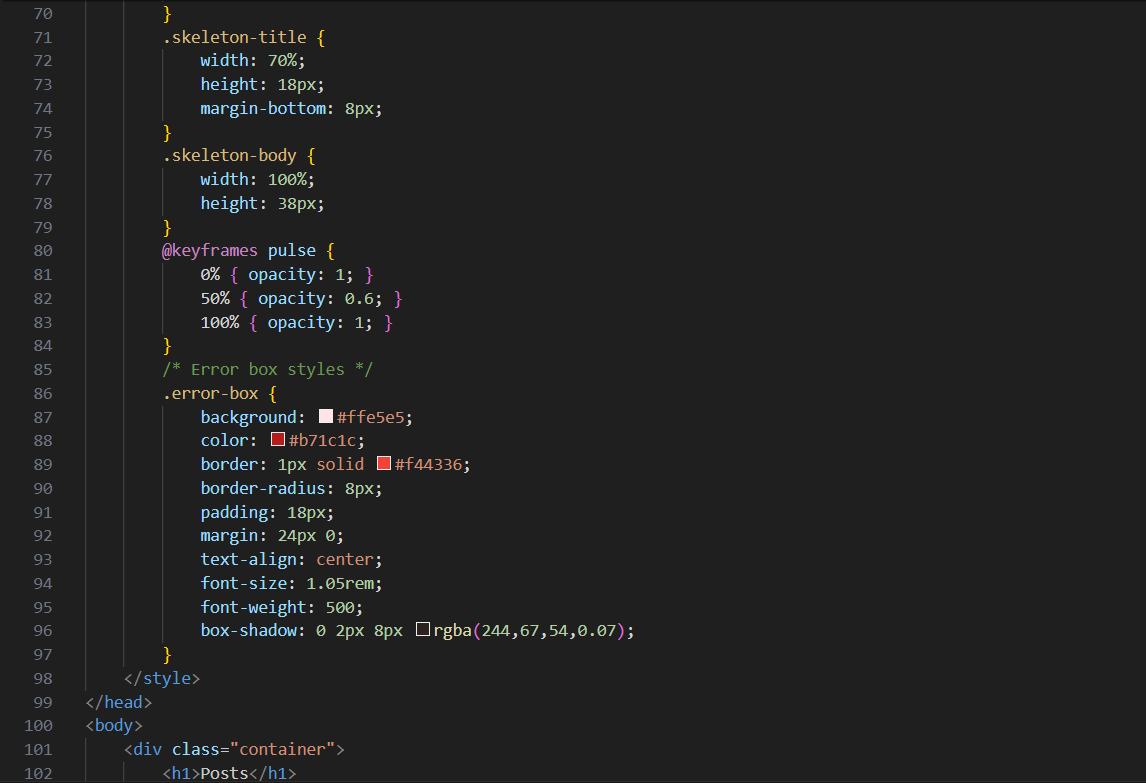 70 }
71 .skeleton-title {
72 width: 70%;
73 height: 18px;
74 margin-bottom: 8px;
75 }
76 .skeleton-body {
77 width: 100%;
78 height: 38px;
79 }
80 @keyframes pulse {
81 0% { opacity: 1; }
82 50% { opacity: 0.6; }
83 100% { opacity: 1; }
84 }
85 /* Error box styles */
86 .error-box {
87 background: #ffe5e5;
88 color: #b71c1c;
89 border: 1px solid #f44336;
90 border-radius: 8px;
91 padding: 18px;
92 margin: 24px 0;
93 text-align: center;
94 font-size: 1.05rem;
95 font-weight: 500;
96 box-shadow: 0 2px 8px rgba(244,67,54,0.07);
97 }
98 </style>
99 </head>
100 <body>
101 <div class="container">
102 <h1>Posts</h1>